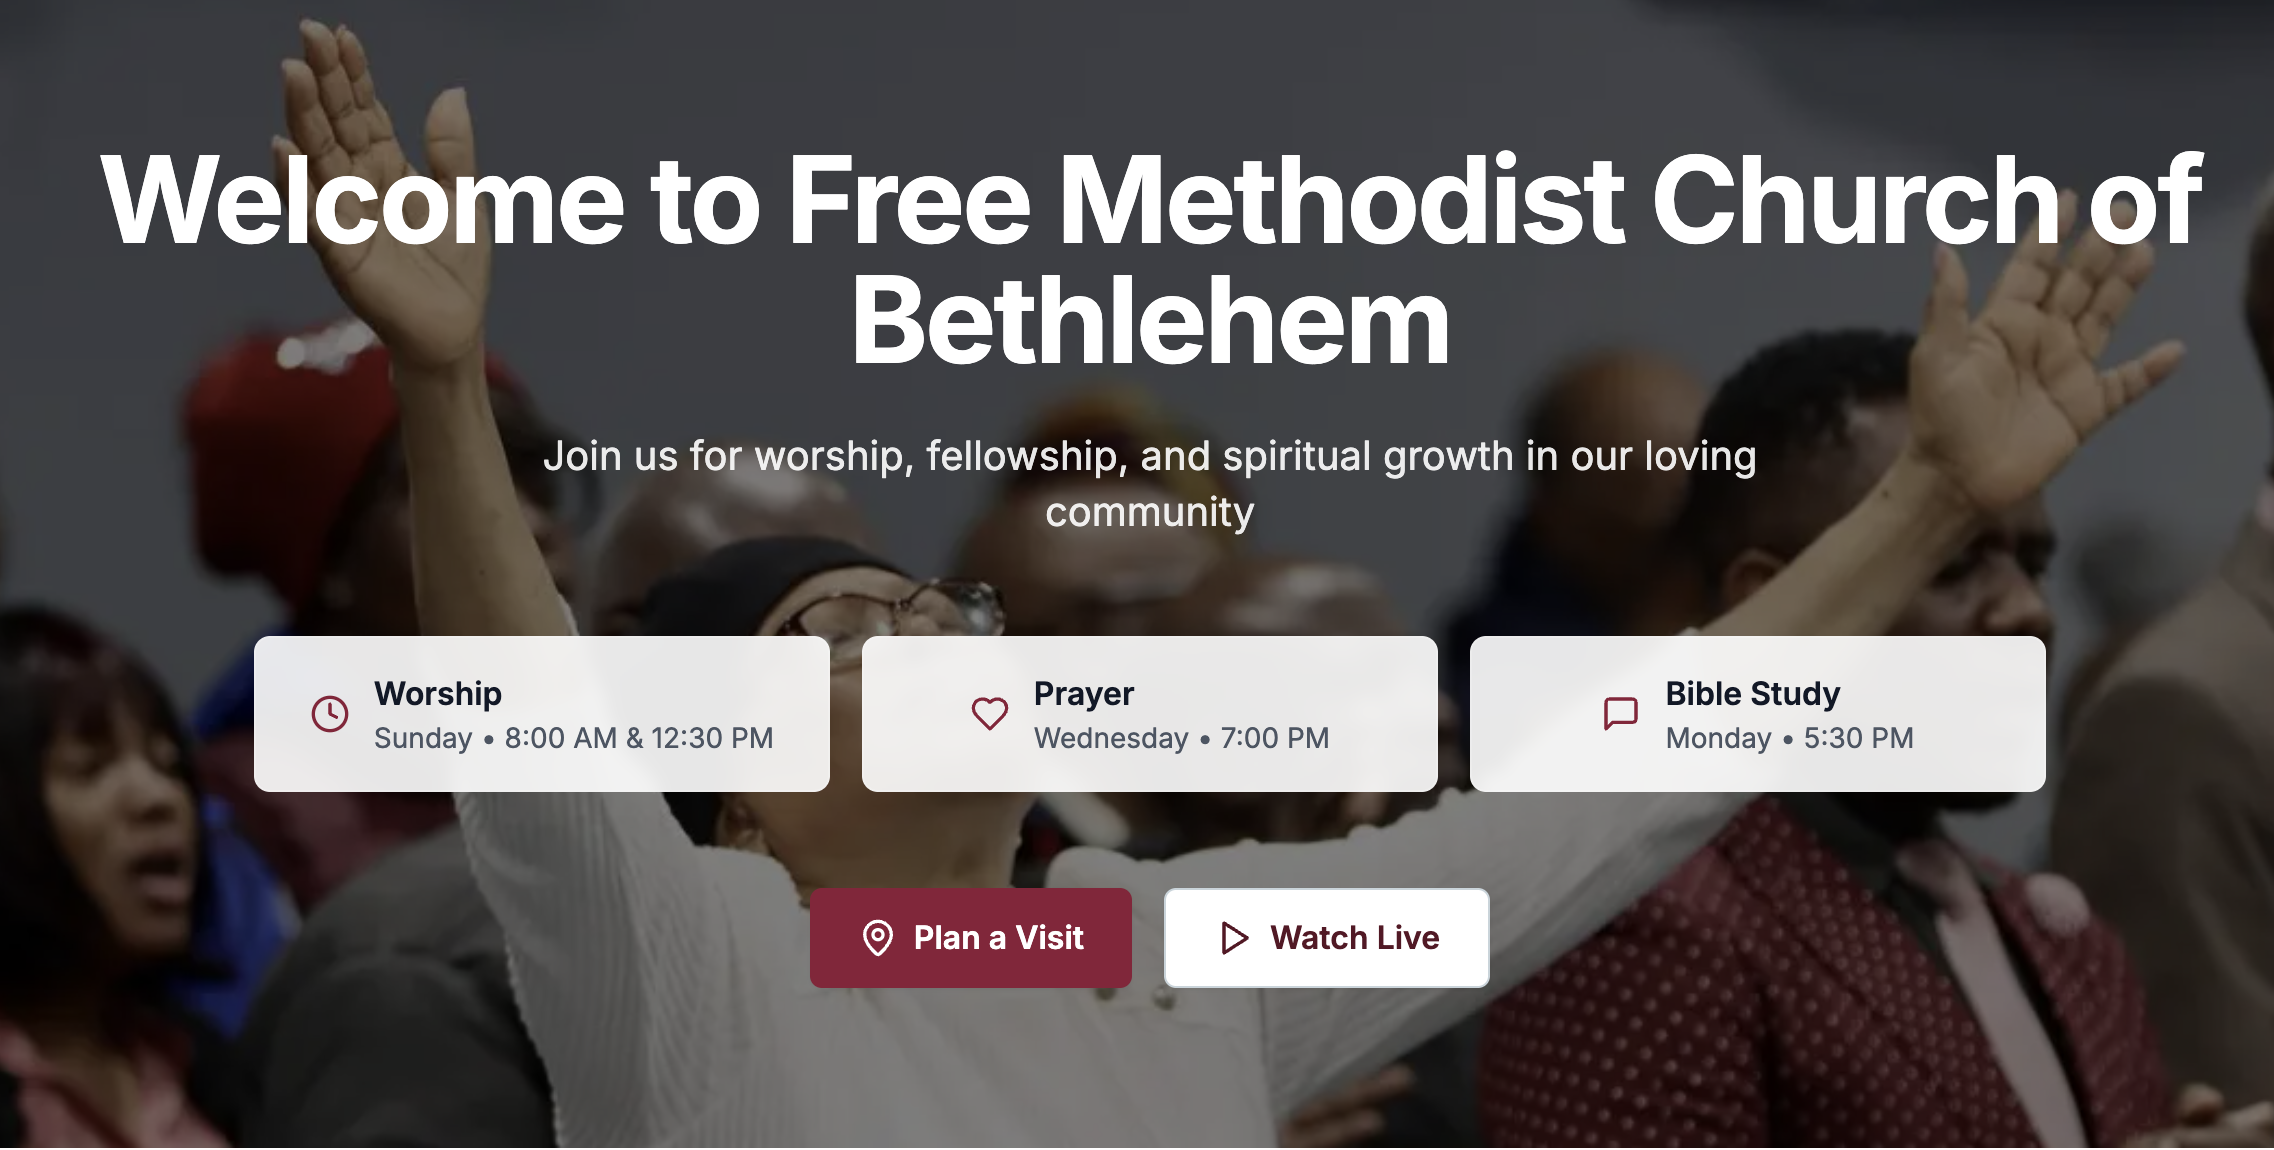 Welcome to Free Methodist Church of
Bethlehem
Join us for worship, fellowship, and spiritual growth in our loving
community
Worship
Sunday • 8:00 AM & 12:30 PM
Prayer
Wednesday • 7:00 PM
Bible Study
Monday • 5:30 PM
Plan a Visit
Watch Live